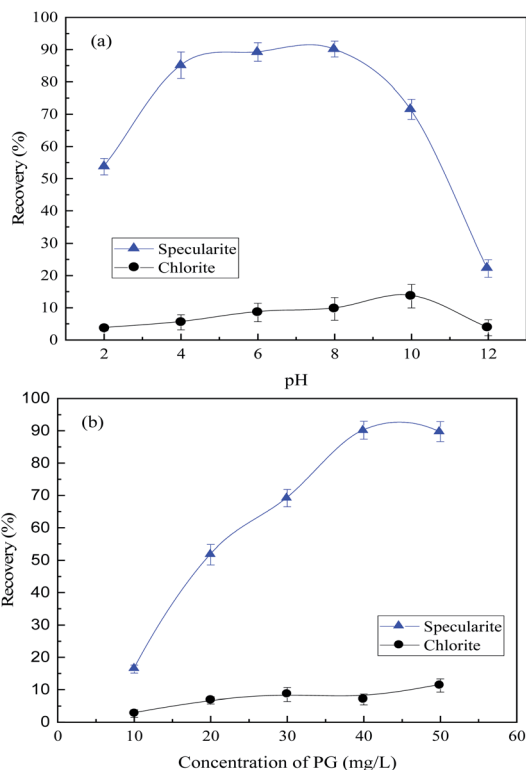 (a)
100
90
80
70
60
50
40
30
20
10
0
Recovery (%)
Specularite
Chlorite
2 4 6 8 10 12
pH
(b)
100
90
80
70
60
50
40
30
20
10
0
Recovery (%)
Specularite
Chlorite
0 10 20 30 40 50 60
Concentration of PG (mg/L)